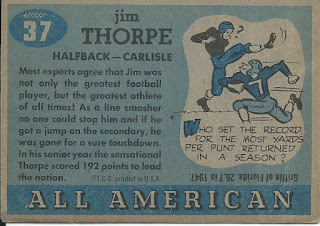 37
jim
THORPE
HALFBACK — CARLISLE
Most experts agree that Jim was
not only the greatest football
player, but the greatest athlete
of all times! As a line smasher
no one could stop him and if he
got a jump on the secondary, he
was gone for a sure touchdown.
In his senior year the sensational
Thorpe scored 192 points to lead
the nation.
©T.C.G. printed in U.S.A.
WHO SET THE RECORD
FOR THE MOST YARDS
PER PUNT RETURNED
IN A SEASON?
Griffin of Florida. 26.7 in 1947.
ALL AMERICAN